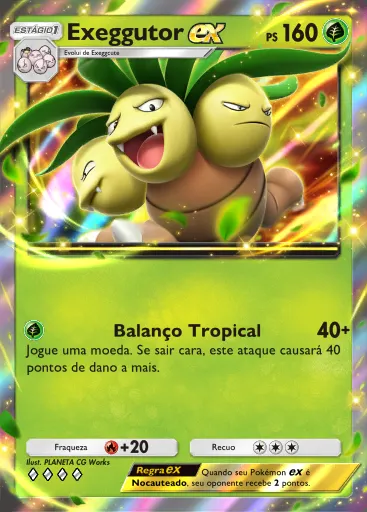 ESTÁGIO 1
Exeggutor ex
PS 160
Evolui de Exeggcute
Balanço Tropical 40+
Jogue uma moeda. Se sair cara, este ataque causará 40
pontos de dano a mais.
Fraqueza +20
Recuo
Ilust. PLANETA CG Works
Regra ex
Quando seu Pokémon ex é
Nocauteado, seu oponente recebe 2 pontos.